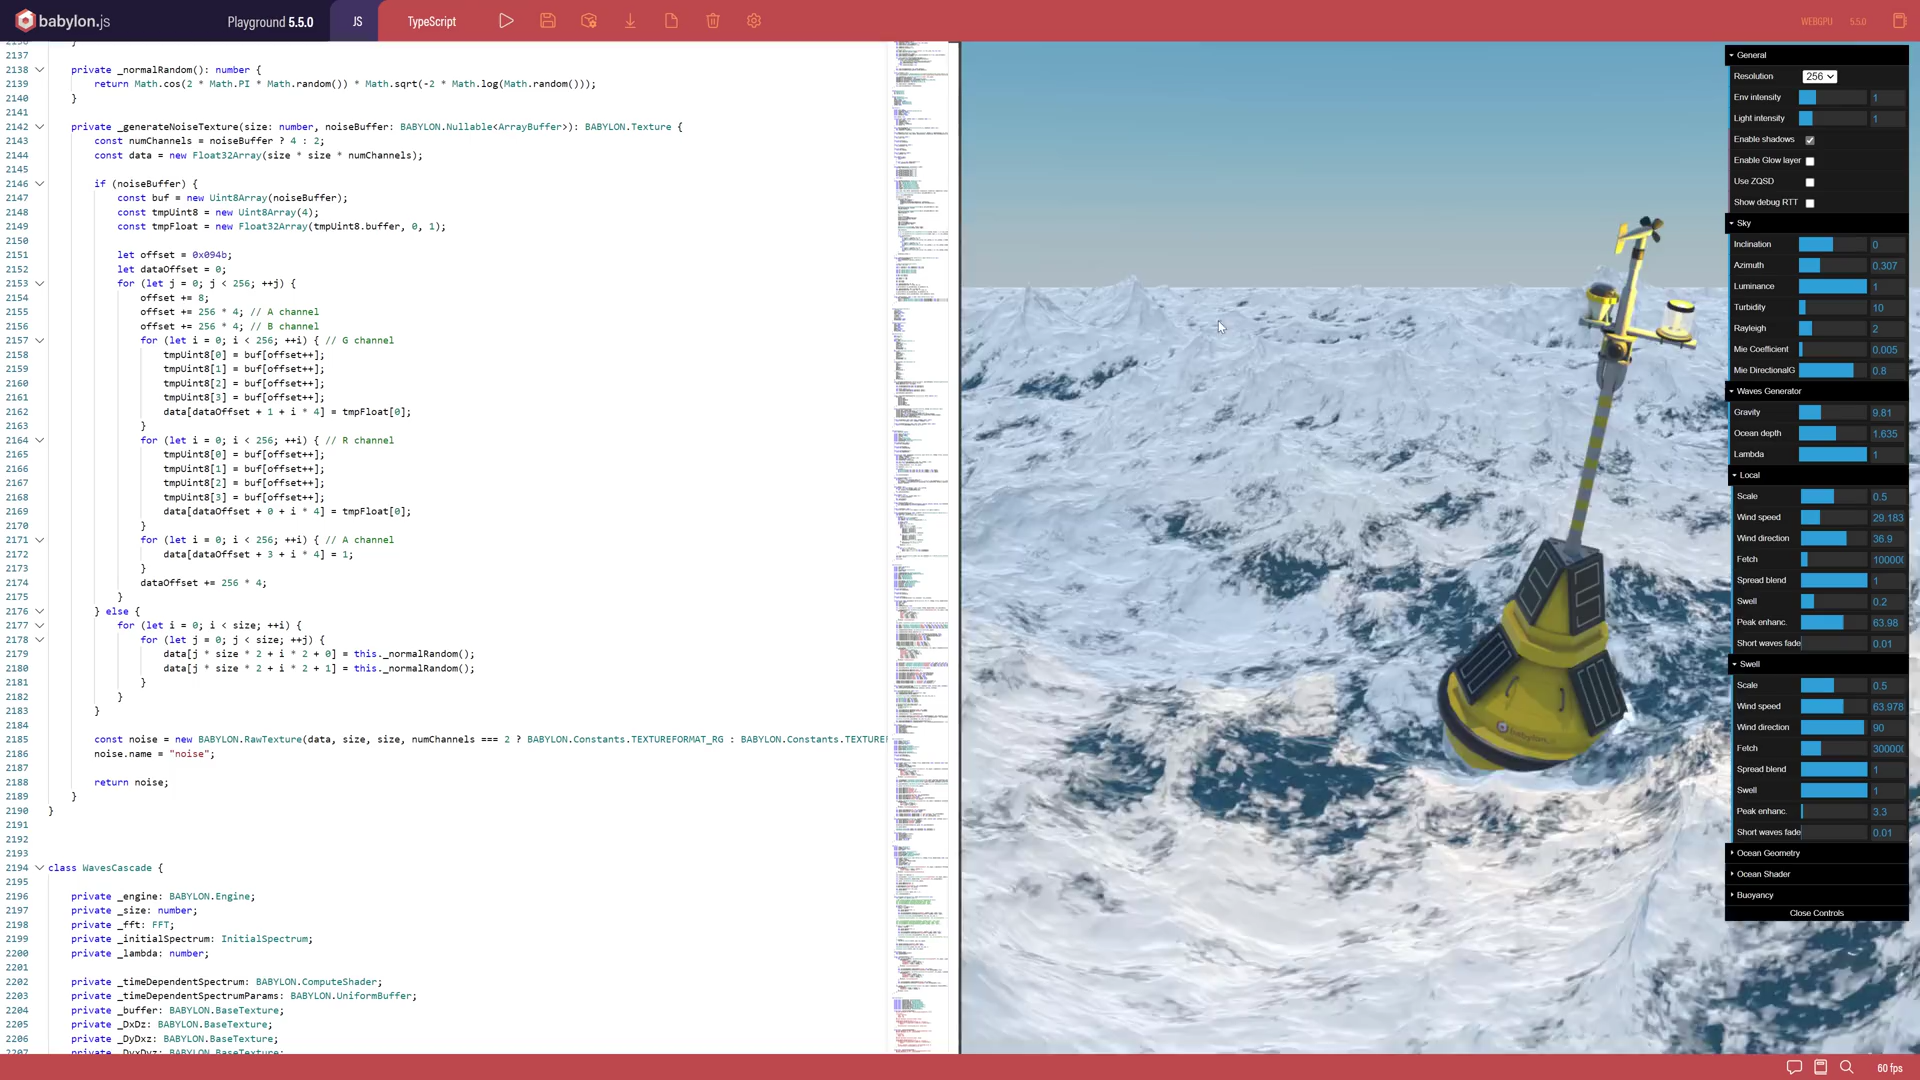 babylon.js
Playground 5.5.0
JS
TypeScript
WEBGPU
5.5.0
2137
2138 private _normalRandom(): number {
2139 return Math.cos(2 * Math.PI * Math.random()) * Math.sqrt(-2 * Math.log(Math.random()));
2140 }
2141
2142 private _generateNoiseTexture(size: number, noiseBuffer: BABYLON.Nullable<ArrayBuffer>): BABYLON.Texture {
2143 const numChannels = noiseBuffer ? 4 : 2;
2144 const data = new Float32Array(size * size * numChannels);
2145
2146 if (noiseBuffer) {
2147 const buf = new Uint8Array(noiseBuffer);
2148 const tmpUint8 = new Uint8Array(4);
2149 const tmpFloat = new Float32Array(tmpUint8.buffer, 0, 1);
2150
2151 let offset = 0x094b;
2152 let dataOffset = 0;
2153 for (let j = 0; j < 256; ++j) {
2154 offset += 8;
2155 offset += 256 * 4; // A channel
2156 offset += 256 * 4; // B channel
2157 for (let i = 0; i < 256; ++i) { // G channel
2158 tmpUint8[0] = buf[offset++];
2159 tmpUint8[1] = buf[offset++];
2160 tmpUint8[2] = buf[offset++];
2161 tmpUint8[3] = buf[offset++];
2162 data[dataOffset + 1 + i * 4] = tmpFloat[0];
2163 }
2164 for (let i = 0; i < 256; ++i) { // R channel
2165 tmpUint8[0] = buf[offset++];
2166 tmpUint8[1] = buf[offset++];
2167 tmpUint8[2] = buf[offset++];
2168 tmpUint8[3] = buf[offset++];
2169 data[dataOffset + 0 + i * 4] = tmpFloat[0];
2170 }
2171 for (let i = 0; i < 256; ++i) { // A channel
2172 data[dataOffset + 3 + i * 4] = 1;
2173 }
2174 dataOffset += 256 * 4;
2175 }
2176 } else {
2177 for (let i = 0; i < size; ++i) {
2178 for (let j = 0; j < size; ++j) {
2179 data[j * size * 2 + i * 2 + 0] = this._normalRandom();
2180 data[j * size * 2 + i * 2 + 1] = this._normalRandom();
2181 }
2182 }
2183 }
2184
2185 const noise = new BABYLON.RawTexture(data, size, size, numChannels === 2 ? BABYLON.Constants.TEXTUREFORMAT_RG : BABYLON.Constants.TEXTUREF
2186 noise.name = "noise";
2187
2188 return noise;
2189 }
2190 }
2191
2192
2193
2194 class WavesCascade {
2195
2196 private _engine: BABYLON.Engine;
2197 private _size: number;
2198 private _fft: FFT;
2199 private _initialSpectrum: InitialSpectrum;
2200 private _lambda: number;
2201
2202 private _timeDependentSpectrum: BABYLON.ComputeShader;
2203 private _timeDependentSpectrumParams: BABYLON.UniformBuffer;
2204 private _buffer: BABYLON.BaseTexture;
2205 private _DxDz: BABYLON.BaseTexture;
2206 private _DyDxz: BABYLON.BaseTexture;
2207 private _DyxDyz: BABYLON.BaseTexture;
babylon.js
General
Resolution 256
Env intensity 1
Light intensity 1
Enable shadows
Enable Glow layer
Use ZQSD
Show debug RTT
Sky
Inclination 0
Azimuth 0.307
Luminance 1
Turbidity 10
Rayleigh 2
Mie Coefficient 0.005
Mie DirectionalG 0.8
Waves Generator
Gravity 9.81
Ocean depth 1.635
Lambda 1
Local
Scale 0.5
Wind speed 29.183
Wind direction 36.9
Fetch 100000
Spread blend 1
Swell 0.2
Peak enhanc. 63.98
Short waves fade 0.01
Swell
Scale 0.5
Wind speed 63.978
Wind direction 90
Fetch 300000
Spread blend 1
Swell 1
Peak enhanc. 3.3
Short waves fade 0.01
Ocean Geometry
Ocean Shader
Buoyancy
Close Controls
60 fps